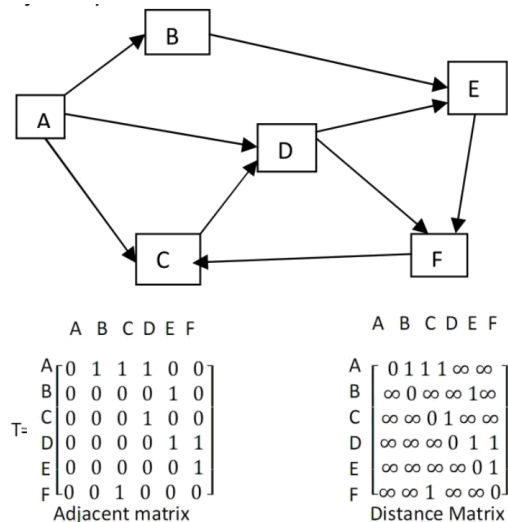 B
E
A
D
C
F
A B C D E F
A 0 1 1 1 0 0
B 0 0 0 0 1 0
C 0 0 0 1 0 0
T= D 0 0 0 0 1 1
E 0 0 0 0 0 1
F 0 0 1 0 0 0
Adjacent matrix
A B C D E F
A 0 1 1 1 ∞ ∞
B ∞ 0 ∞ ∞ 1 ∞
C ∞ ∞ 0 1 ∞ ∞
D ∞ ∞ ∞ 0 1 1
E ∞ ∞ ∞ ∞ 0 1
F ∞ ∞ 1 ∞ ∞ 0
Distance Matrix